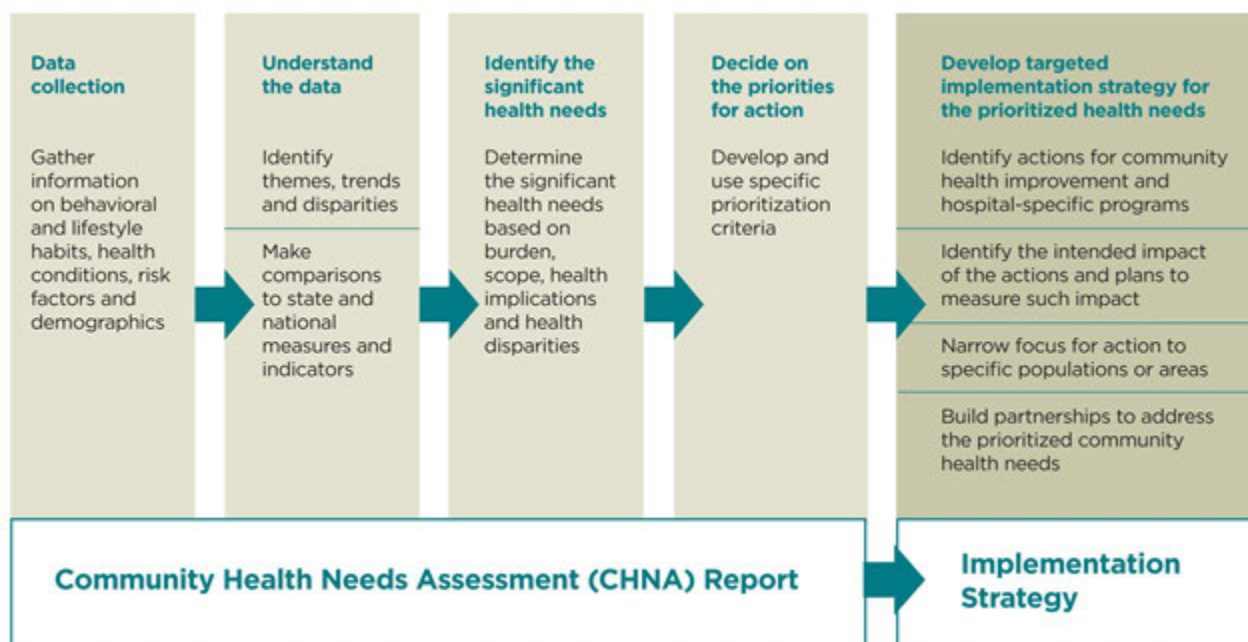 Data
collection
Gather
information
on behavioral
and lifestyle
habits, health
conditions, risk
factors and
demographics
Understand
the data
Identify
themes, trends
and disparities
Make
comparisons
to state and
national
measures and
indicators
Identify the
significant
health needs
Determine
the significant
health needs
based on
burden,
scope, health
implications
and health
disparities
Decide on
the priorities
for action
Develop and
use specific
prioritization
criteria
Develop targeted
implementation strategy for
the prioritized health needs
Identify actions for community
health improvement and
hospital-specific programs
Identify the intended impact
of the actions and plans to
measure such impact
Narrow focus for action to
specific populations or areas
Build partnerships to address
the prioritized community
health needs
Community Health Needs Assessment (CHNA) Report
Implementation
Strategy